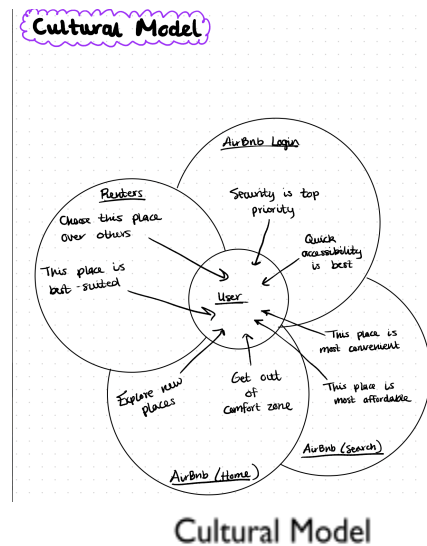 Cultural Model
AirBnb Login
Renters
Security is top
priority
Choose this place
over others
Quick
accessibility
is best
This place is
best-suited
User
This place is
most convenient
Explore new
places
Get out
of
comfort zone
This place is
most affordable
AirBnb (Search)
AirBnb (Home)
Cultural Model